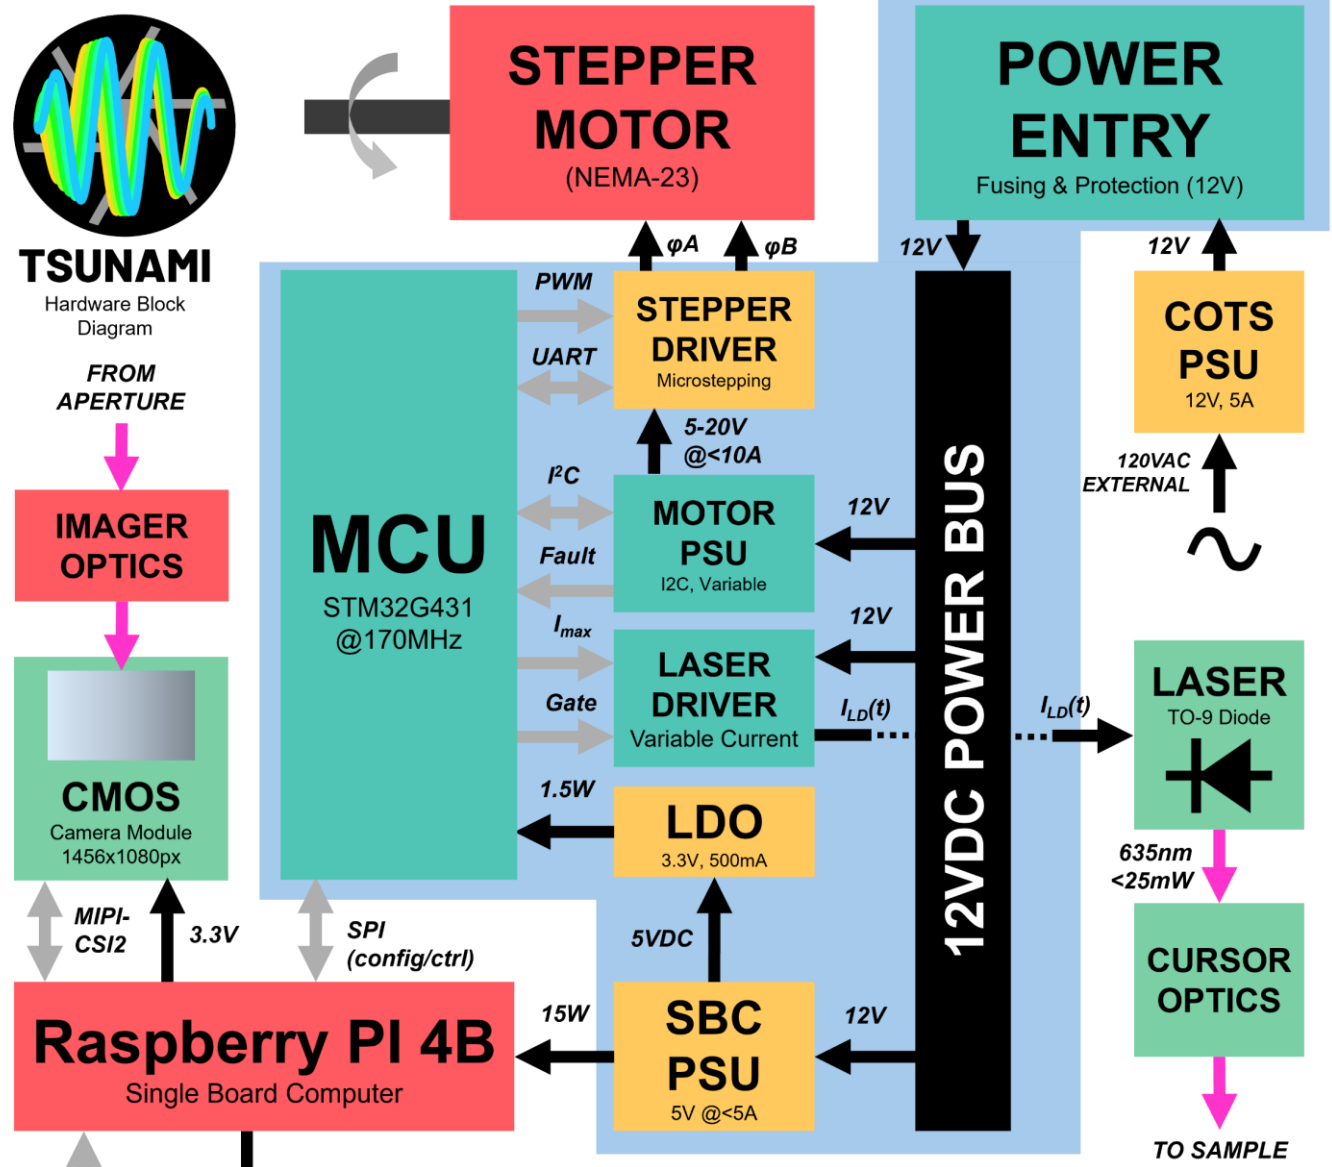 TSUNAMI
Hardware Block
Diagram
STEPPER
MOTOR
(NEMA-23)
POWER
ENTRY
Fusing & Protection (12V)
φA
φB
12V
12V
PWM
UART
STEPPER
DRIVER
Microstepping
COTS
PSU
12V, 5A
120VAC
EXTERNAL
FROM
APERTURE
IMAGER
OPTICS
CMOS
Camera Module
1456x1080px
MCU
STM32G431
@170MHz
5-20V
@<10A
I²C
Fault
MOTOR
PSU
I2C, Variable
12V
Imax
Gate
LASER
DRIVER
Variable Current
12V
ILD(t)
12VDC POWER BUS
ILD(t)
LASER
TO-9 Diode
635nm
<25mW
CURSOR
OPTICS
TO SAMPLE
1.5W
LDO
3.3V, 500mA
5VDC
MIPI-
CSI2
3.3V
SPI
(config/ctrl)
Raspberry PI 4B
Single Board Computer
15W
SBC
PSU
5V @<5A
12V